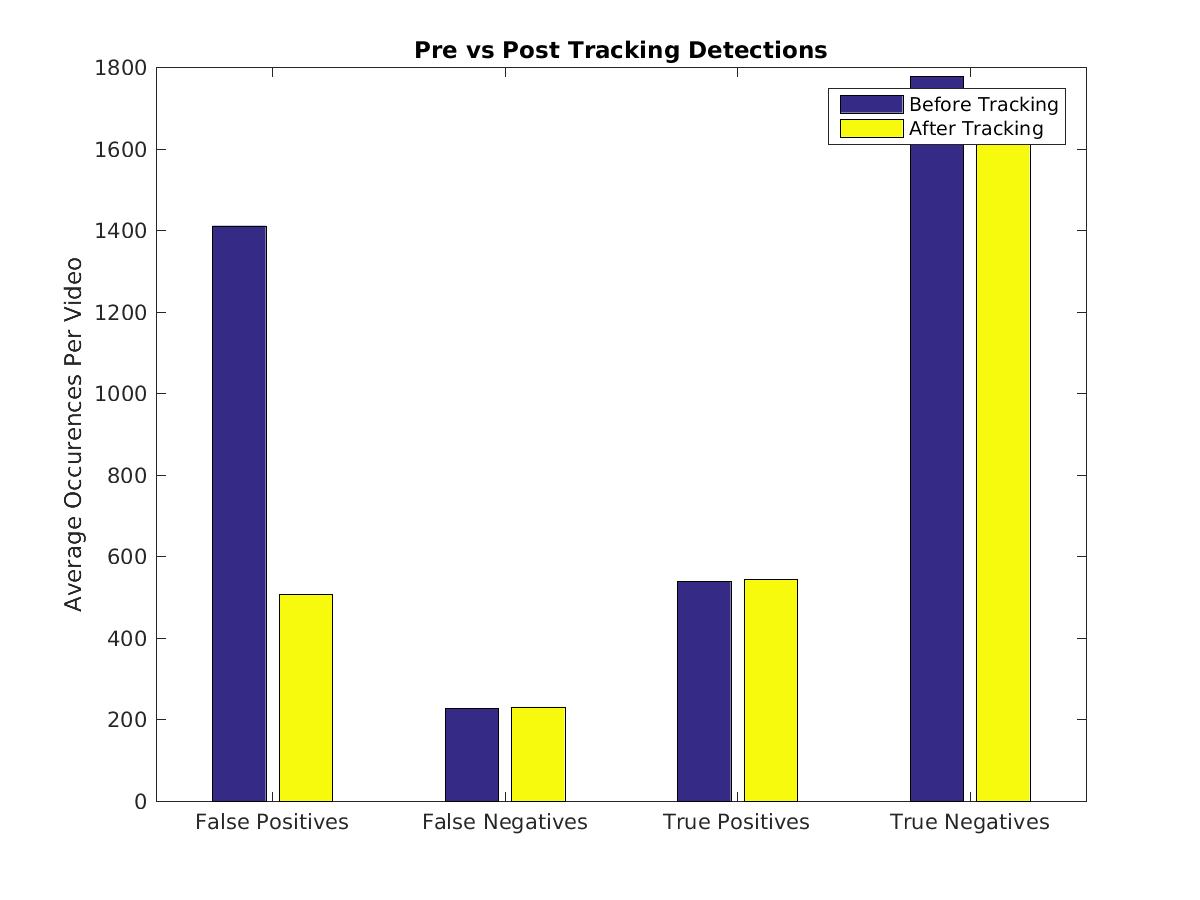 Pre vs Post Tracking Detections
Before Tracking
After Tracking
Average Occurences Per Video
1800
1600
1400
1200
1000
800
600
400
200
0
False Positives
False Negatives
True Positives
True Negatives